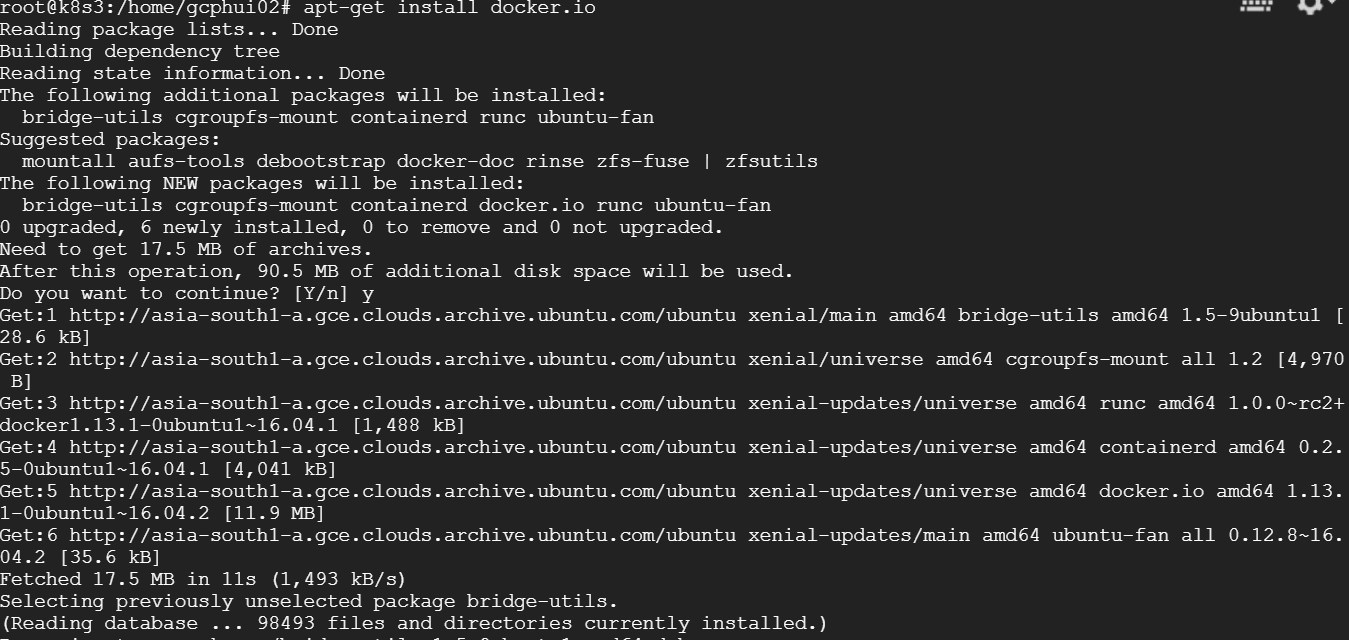 root@k8s3:/home/gcphui02# apt-get install docker.io
Reading package lists... Done
Building dependency tree
Reading state information... Done
The following additional packages will be installed:
  bridge-utils cgroupfs-mount containerd runc ubuntu-fan
Suggested packages:
  mountall aufs-tools debootstrap docker-doc rinse zfs-fuse | zfsutils
The following NEW packages will be installed:
  bridge-utils cgroupfs-mount containerd docker.io runc ubuntu-fan
0 upgraded, 6 newly installed, 0 to remove and 0 not upgraded.
Need to get 17.5 MB of archives.
After this operation, 90.5 MB of additional disk space will be used.
Do you want to continue? [Y/n] y
Get:1 http://asia-south1-a.gce.clouds.archive.ubuntu.com/ubuntu xenial/main amd64 bridge-utils amd64 1.5-9ubuntu1 [
28.6 kB]
Get:2 http://asia-south1-a.gce.clouds.archive.ubuntu.com/ubuntu xenial/universe amd64 cgroupfs-mount all 1.2 [4,970
 B]
Get:3 http://asia-south1-a.gce.clouds.archive.ubuntu.com/ubuntu xenial-updates/universe amd64 runc amd64 1.0.0~rc2+
docker1.13.1-0ubuntu1~16.04.1 [1,488 kB]
Get:4 http://asia-south1-a.gce.clouds.archive.ubuntu.com/ubuntu xenial-updates/universe amd64 containerd amd64 0.2.
5-0ubuntu1~16.04.1 [4,041 kB]
Get:5 http://asia-south1-a.gce.clouds.archive.ubuntu.com/ubuntu xenial-updates/universe amd64 docker.io amd64 1.13.
1-0ubuntu1~16.04.2 [11.9 MB]
Get:6 http://asia-south1-a.gce.clouds.archive.ubuntu.com/ubuntu xenial-updates/main amd64 ubuntu-fan all 0.12.8~16.
04.2 [35.6 kB]
Fetched 17.5 MB in 11s (1,493 kB/s)
Selecting previously unselected package bridge-utils.
(Reading database ... 98493 files and directories currently installed.)